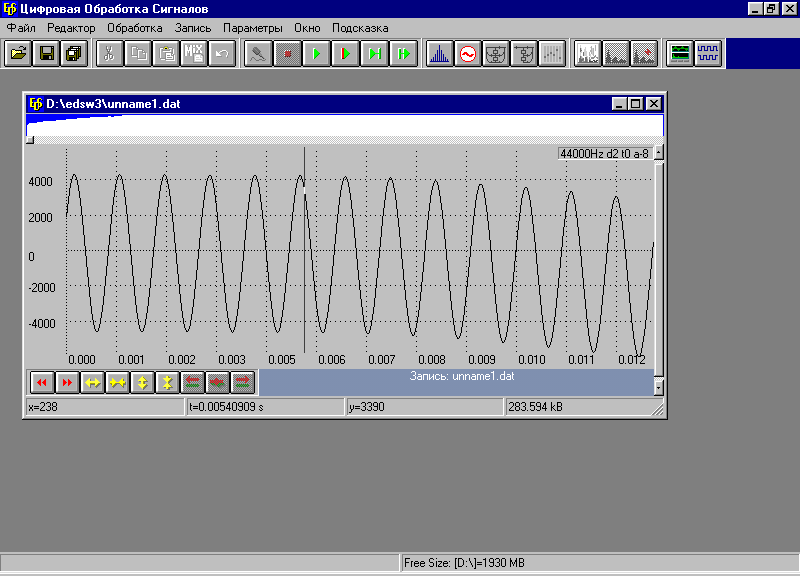 Цифровая Обработка Сигналов
Файл Редактор Обработка Запись Параметры Окно Подсказка
MiX
D:\edsw3\unname1.dat
44000Hz d2 t0 a-8
4000
2000
0
-2000
-4000
0.000 0.001 0.002 0.003 0.005 0.006 0.007 0.008 0.009 0.010 0.011 0.012
Запись: unname1.dat
x=238 t=0.00540909 s y=3390 283.594 kB
Free Size: [D:\]=1930 MB